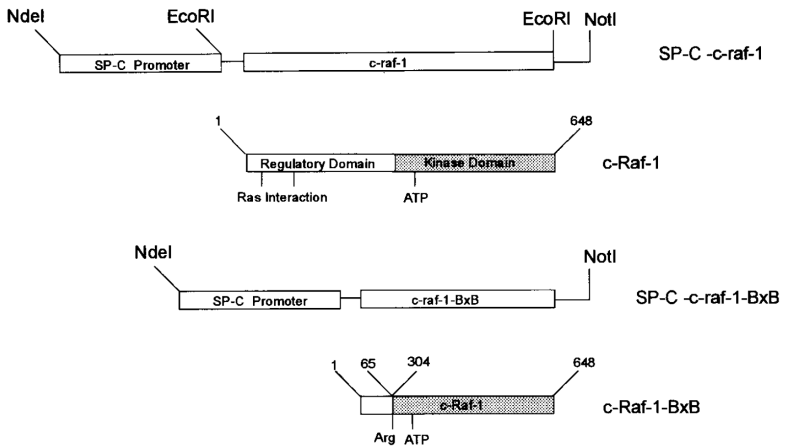 NdeI EcoRI EcoRI NotI
SP-C Promoter c-raf-1 SP-C -c-raf-1
1 648
Regulatory Domain Kinase Domain c-Raf-1
Ras Interaction ATP
NdeI NotI
SP-C Promoter c-raf-1-BxB SP-C -c-raf-1-BxB
1 65 304 648
c-Raf-1 c-Raf-1-BxB
Arg ATP